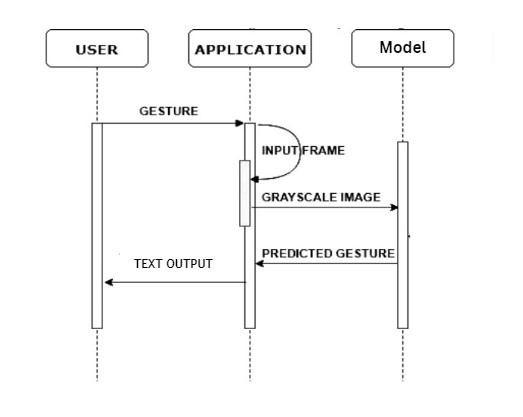 USER
APPLICATION
Model
GESTURE
INPUT FRAME
GRAYSCALE IMAGE
PREDICTED GESTURE
TEXT OUTPUT